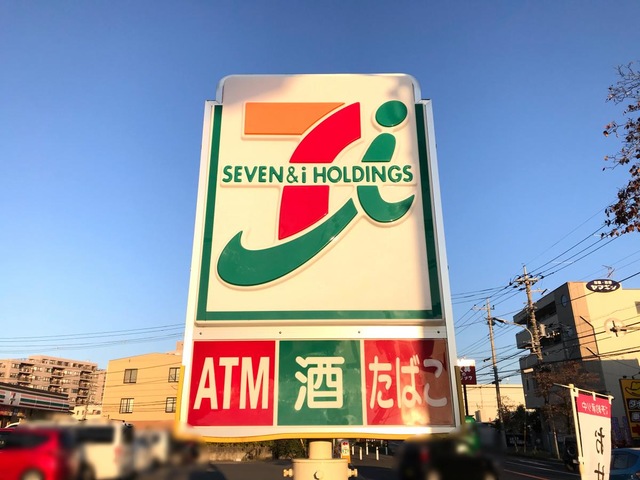 SEVEN&i HOLDINGS
ATM 酒 たばこ